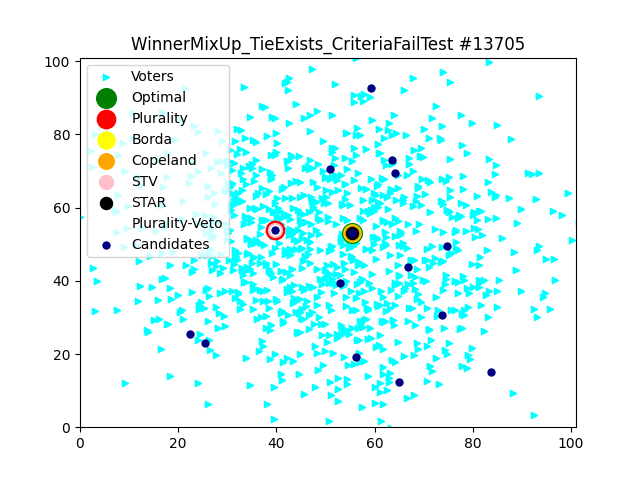 WinnerMixUp_TieExists_CriteriaFailTest #13705
Voters
Optimal
Plurality
Borda
Copeland
STV
STAR
Plurality-Veto
Candidates
100
80
60
40
20
0
0 20 40 60 80 100